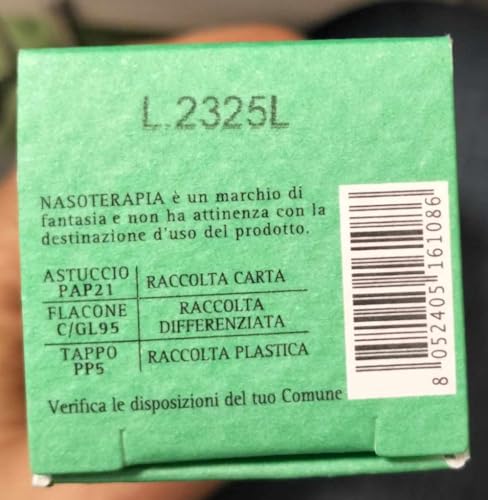 L.2325L
NASOTERAPIA è un marchio di
fantasia e non ha attinenza con la
destinazione d'uso del prodotto.
ASTUCCIO
PAP21
RACCOLTA CARTA
FLACONE
C/GL95
RACCOLTA
DIFFERENZIATA
TAPPO
PP5
RACCOLTA PLASTICA
Verifica le disposizioni del tuo Comune
8 052405 161086